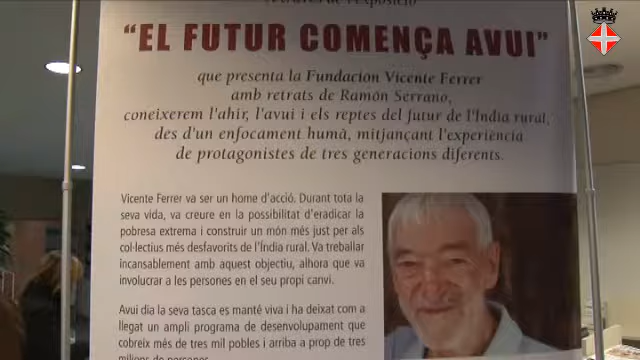 través de l'exposició
"EL FUTUR COMENÇA AVUI"
que presenta la Fundacion Vicente Ferrer
amb retrats de Ramón Serrano,
coneixerem l'ahir, l'avui i els reptes del futur de l'Índia rural,
des d'un enfocament humà, mitjançant l'experiència
de protagonistes de tres generacions diferents.
Vicente Ferrer va ser un home d'acció. Durant tota la
seva vida, va creure en la possibilitat d'eradicar la
pobresa extrema i construir un món més just per als
col·lectius més desfavorits de l'Índia rural. Va treballar
incansablement amb aquest objectiu, alhora que va
involucrar a les persones en el seu propi canvi.
Avui dia la seva tasca es manté viva i ha deixat com a
llegat un ampli programa de desenvolupament que
cobreix més de tres mil pobles i arriba a prop de tres
milions de persones.